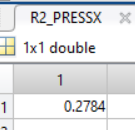 R2_PRESSX
1x1 double
1
1 0.2784